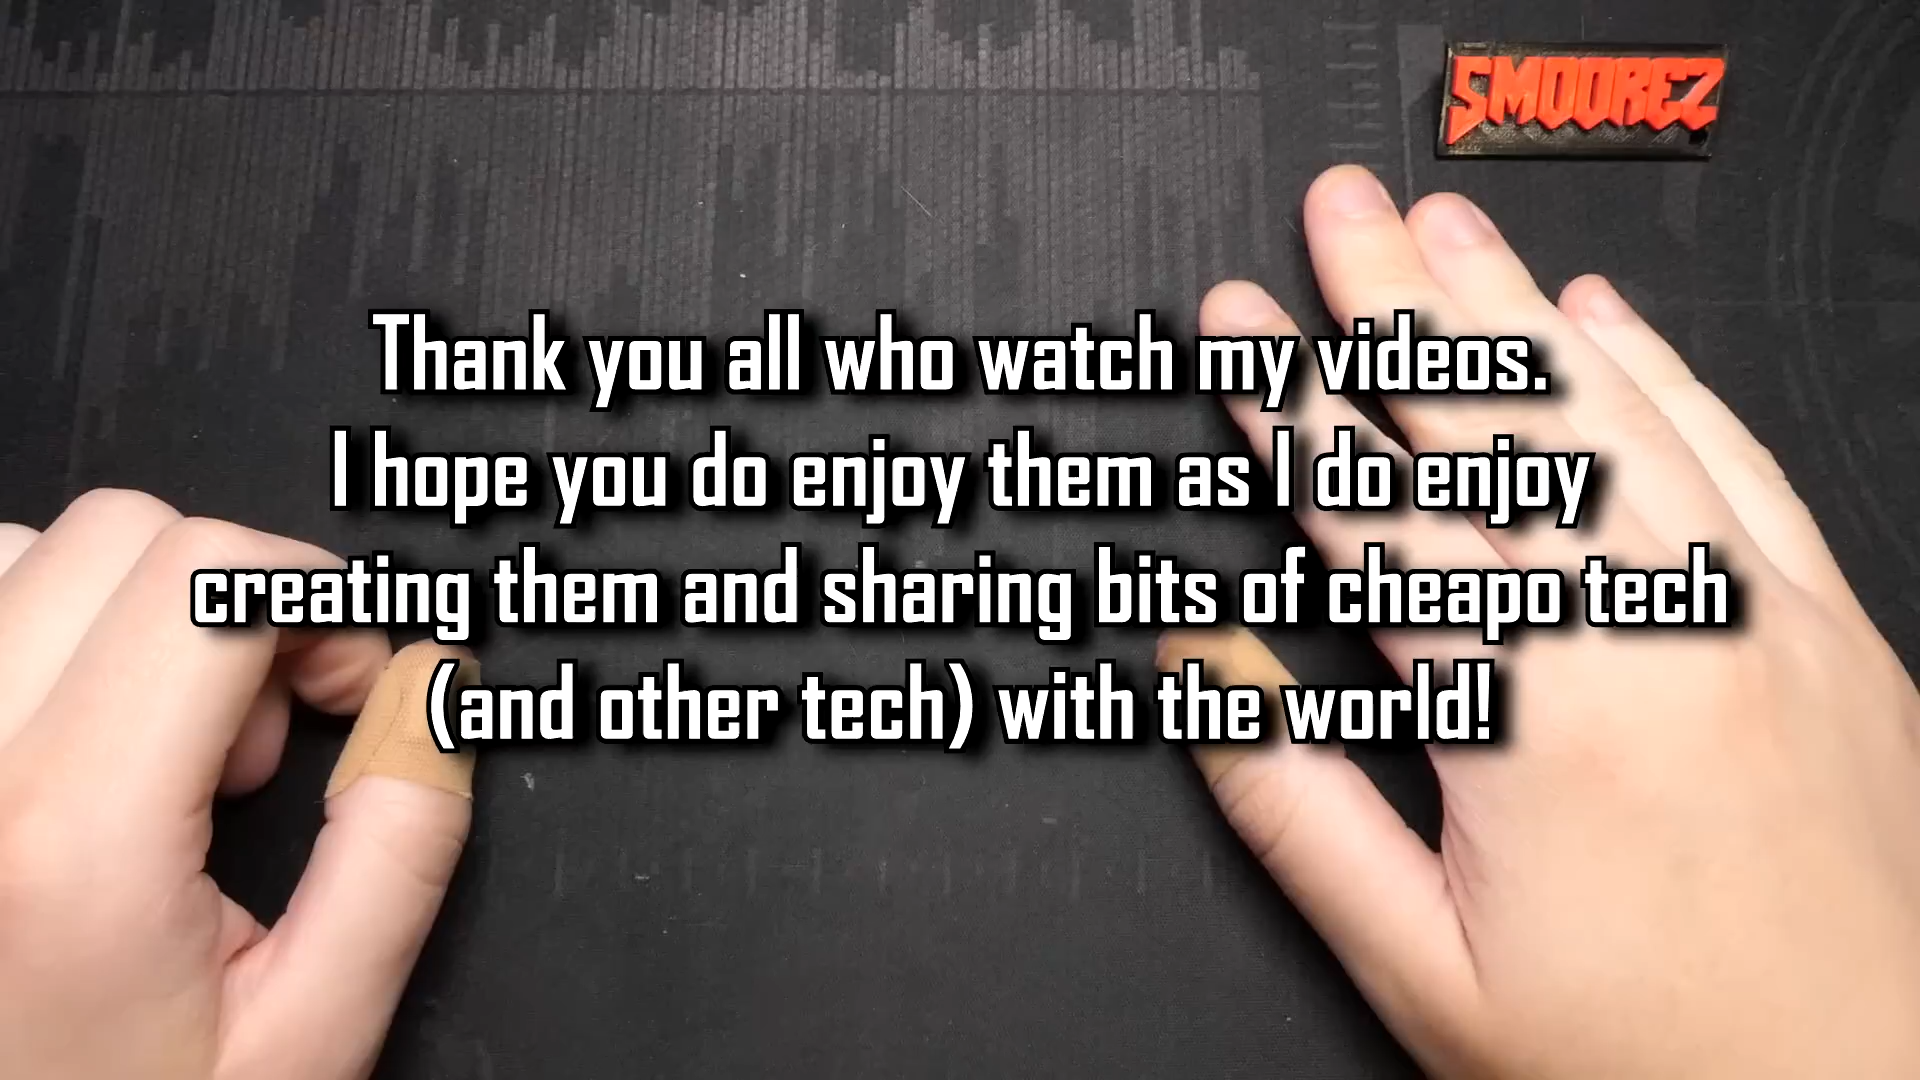 SMOOREZ
Thank you all who watch my videos.
I hope you do enjoy them as I do enjoy
creating them and sharing bits of cheapo tech
(and other tech) with the world!